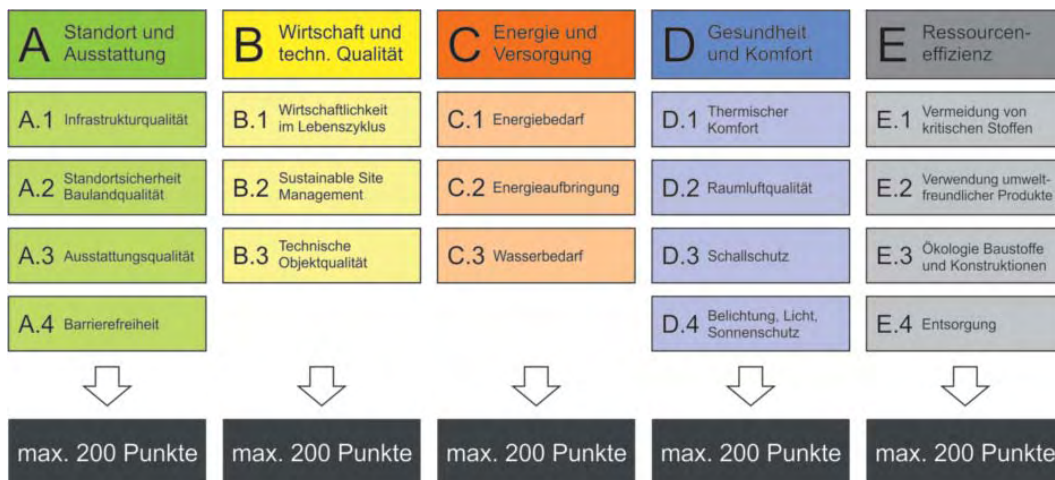 A Standort und
Ausstattung
A.1 Infrastrukturqualität
A.2 Standortsicherheit
Baulandqualität
A.3 Ausstattungsqualität
A.4 Barrierefreiheit
max. 200 Punkte
B Wirtschaft und
techn. Qualität
B.1 Wirtschaftlichkeit
im Lebenszyklus
B.2 Sustainable Site
Management
B.3 Technische
Objektqualität
max. 200 Punkte
C Energie und
Versorgung
C.1 Energiebedarf
C.2 Energieaufbringung
C.3 Wasserbedarf
max. 200 Punkte
D Gesundheit
und Komfort
D.1 Thermischer
Komfort
D.2 Raumluftqualität
D.3 Schallschutz
D.4 Belichtung, Licht,
Sonnenschutz
max. 200 Punkte
E Ressourcen-
effizienz
E.1 Vermeidung von
kritischen Stoffen
E.2 Verwendung umwelt-
freundlicher Produkte
E.3 Ökologie Baustoffe
und Konstruktionen
E.4 Entsorgung
max. 200 Punkte